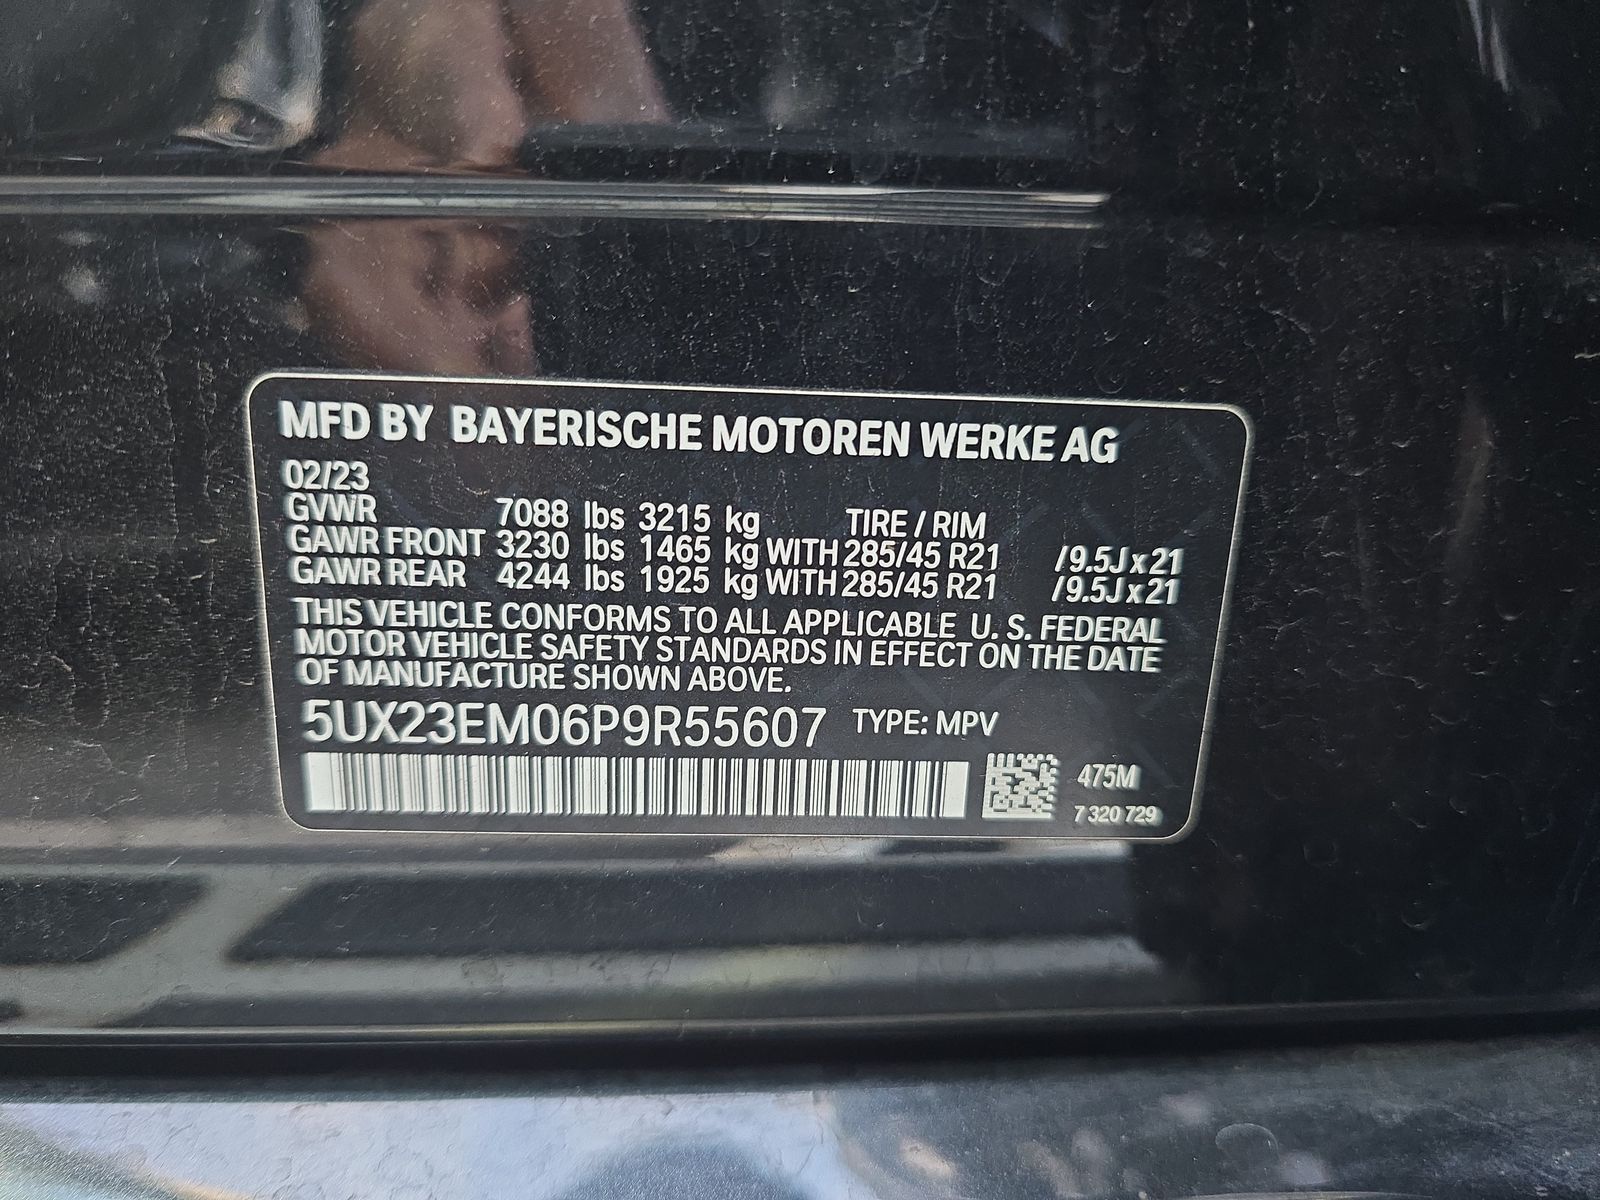 MFD BY BAYERISCHE MOTOREN WERKE AG
02/23
GVWR 7088 lbs 3215 kg TIRE / RIM
GAWR FRONT 3230 lbs 1465 kg WITH 285/45 R21 /9.5J x 21
GAWR REAR 4244 lbs 1925 kg WITH 285/45 R21 /9.5J x 21
THIS VEHICLE CONFORMS TO ALL APPLICABLE U. S. FEDERAL
MOTOR VEHICLE SAFETY STANDARDS IN EFFECT ON THE DATE
OF MANUFACTURE SHOWN ABOVE.
5UX23EM06P9R55607 TYPE: MPV
475M
7 320 729